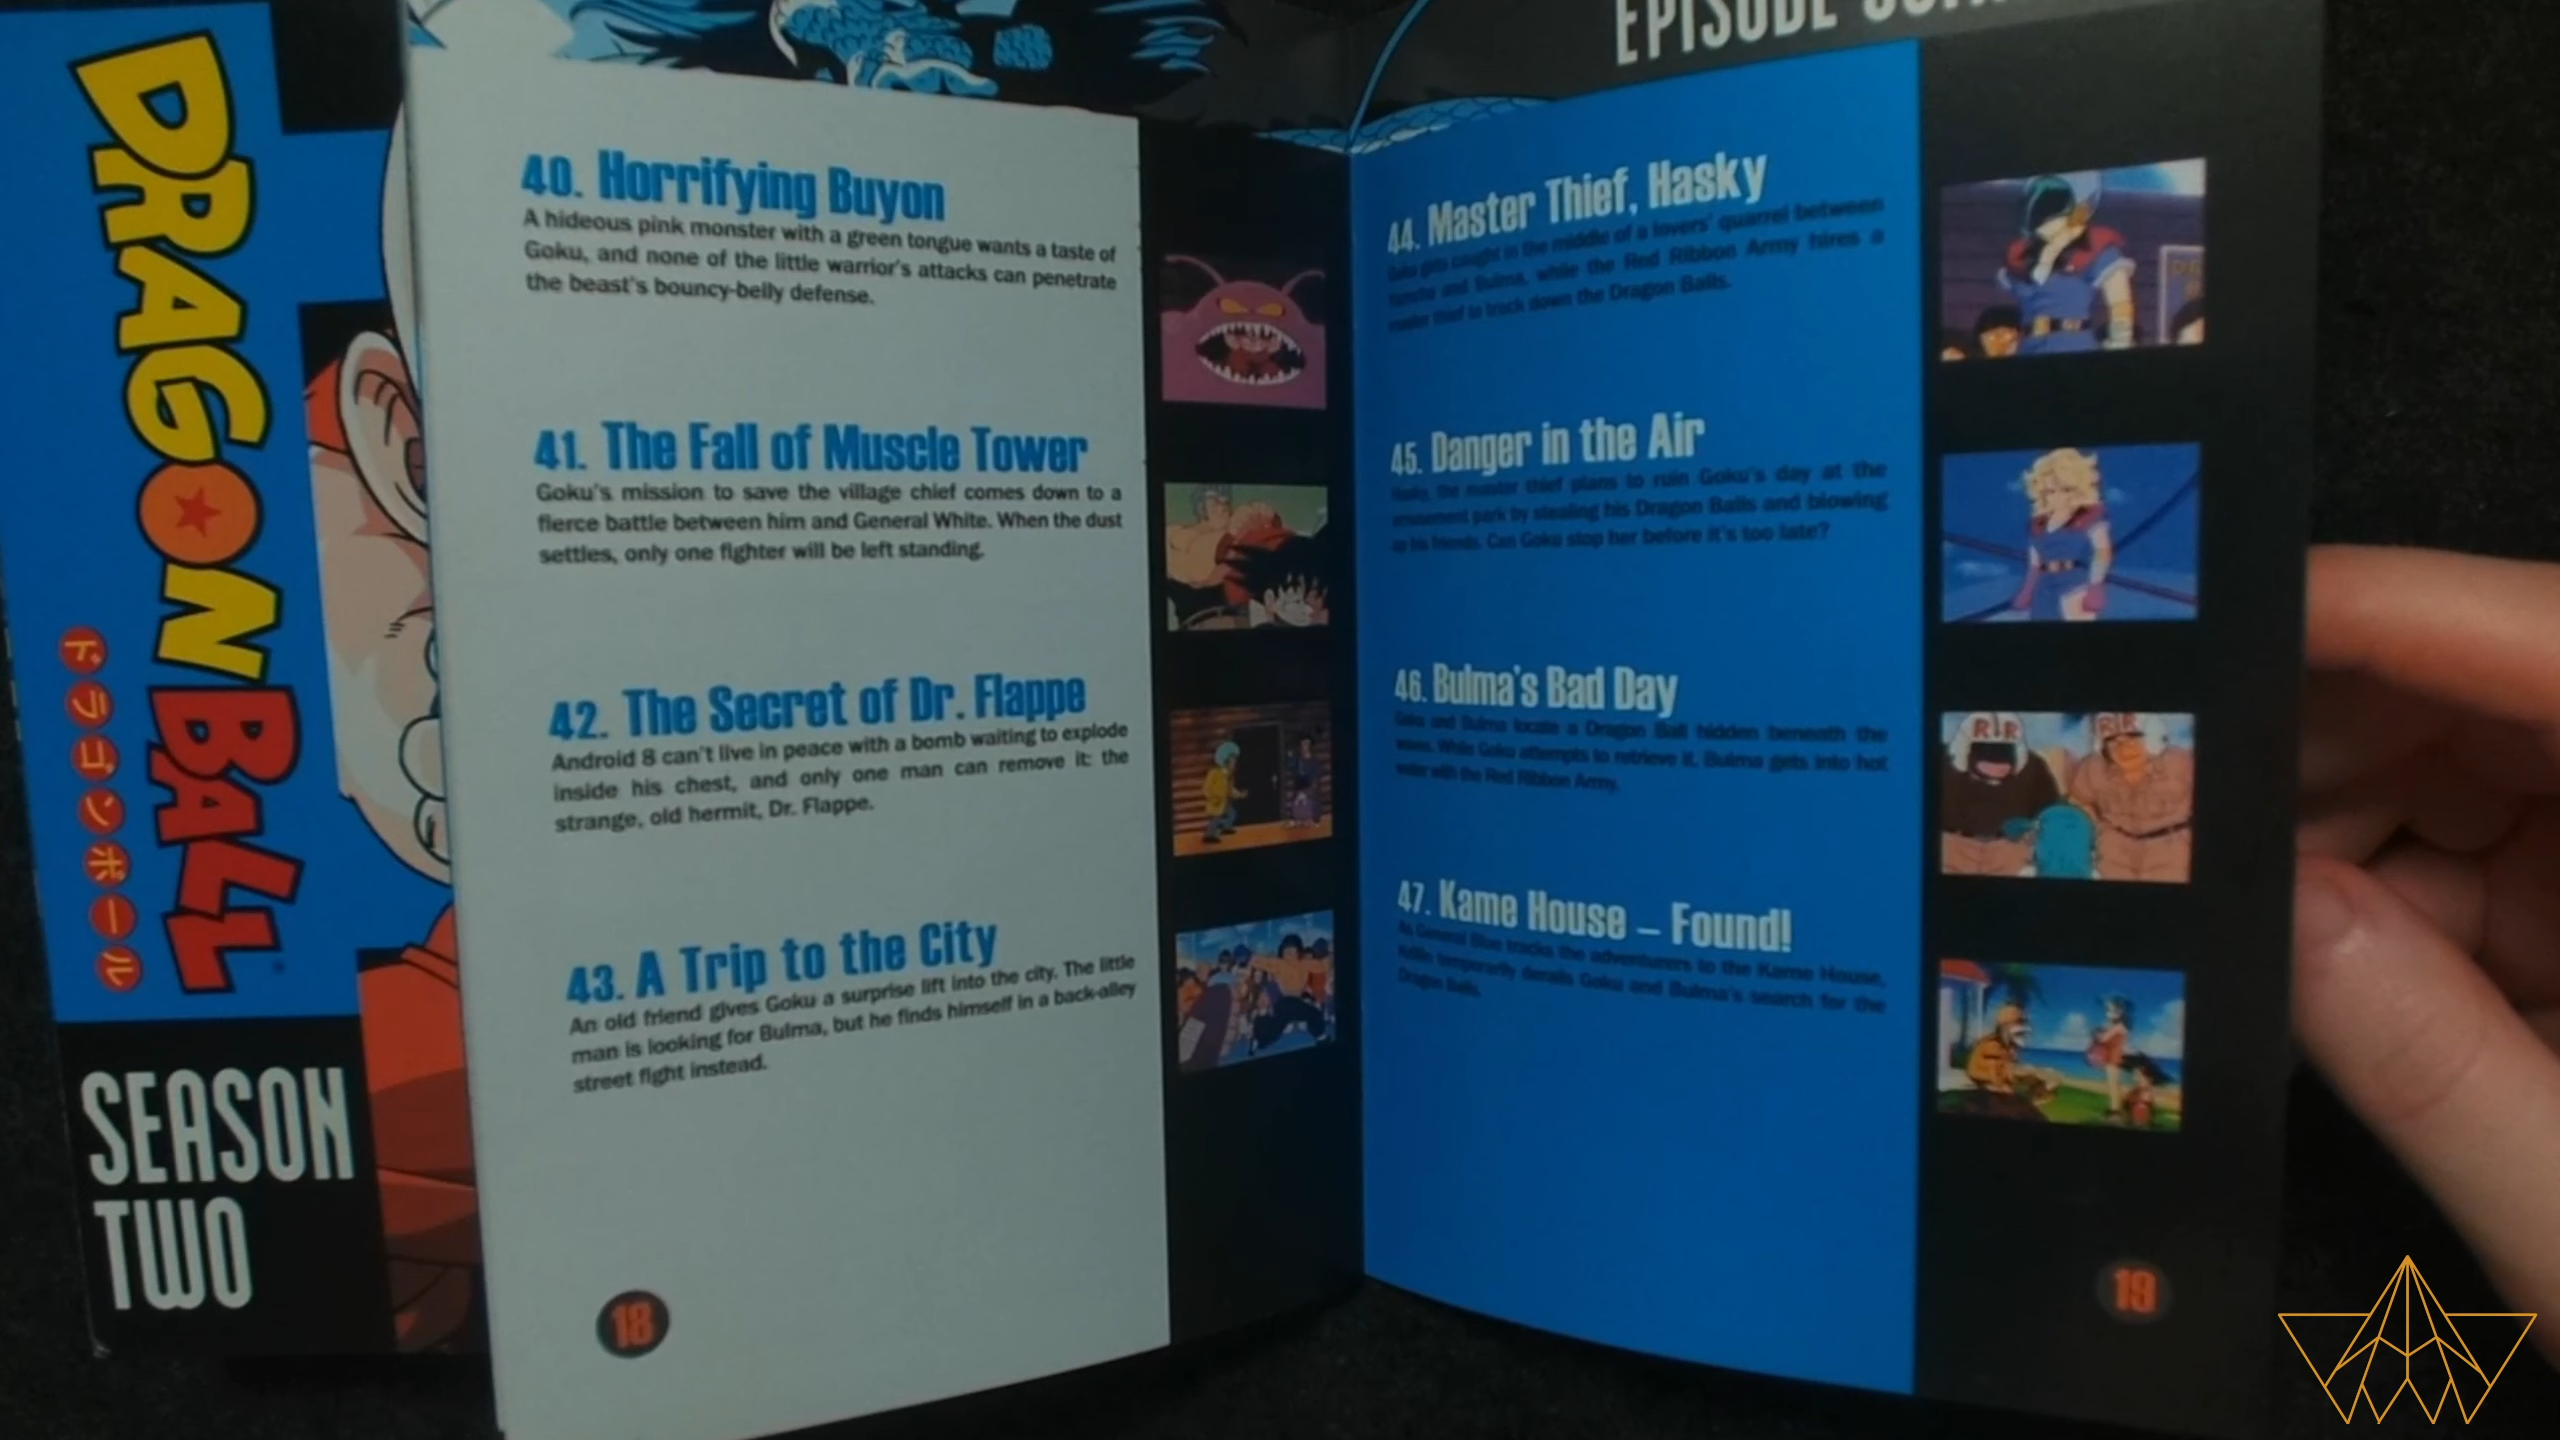 DRAGON BALL
ドラゴンボール
SEASON
TWO
40. Horrifying Buyon
A hideous pink monster with a green tongue wants a taste of
Goku, and none of the little warrior's attacks can penetrate
the beast's bouncy-belly defense.
41. The Fall of Muscle Tower
Goku's mission to save the village chief comes down to a
fierce battle between him and General White. When the dust
settles, only one fighter will be left standing.
42. The Secret of Dr. Flappe
Android 8 can't live in peace with a bomb waiting to explode
inside his chest, and only one man can remove it: the
strange, old hermit, Dr. Flappe.
43. A Trip to the City
An old friend gives Goku a surprise lift into the city. The little
man is looking for Bulma, but he finds himself in a back-alley
street fight instead.
18
EPISODE
44. Master Thief, Hasky
Goku gets caught in the middle of a lovers' quarrel between
Yamcha and Bulma, while the Red Ribbon Army hires a
master thief to track down the Dragon Balls.
45. Danger in the Air
Hasky, the master thief plans to ruin Goku's day at the
amusement park by stealing his Dragon Balls and blowing
up his friends. Can Goku stop her before it's too late?
46. Bulma's Bad Day
Goku and Bulma locate a Dragon Ball hidden beneath the
waves. While Goku attempts to retrieve it, Bulma gets into hot
water with the Red Ribbon Army.
47. Kame House – Found!
As General Blue tracks the adventurers to the Kame House,
Krillin temporarily derails Goku and Bulma's search for the
Dragon Balls.
RR
RR
19